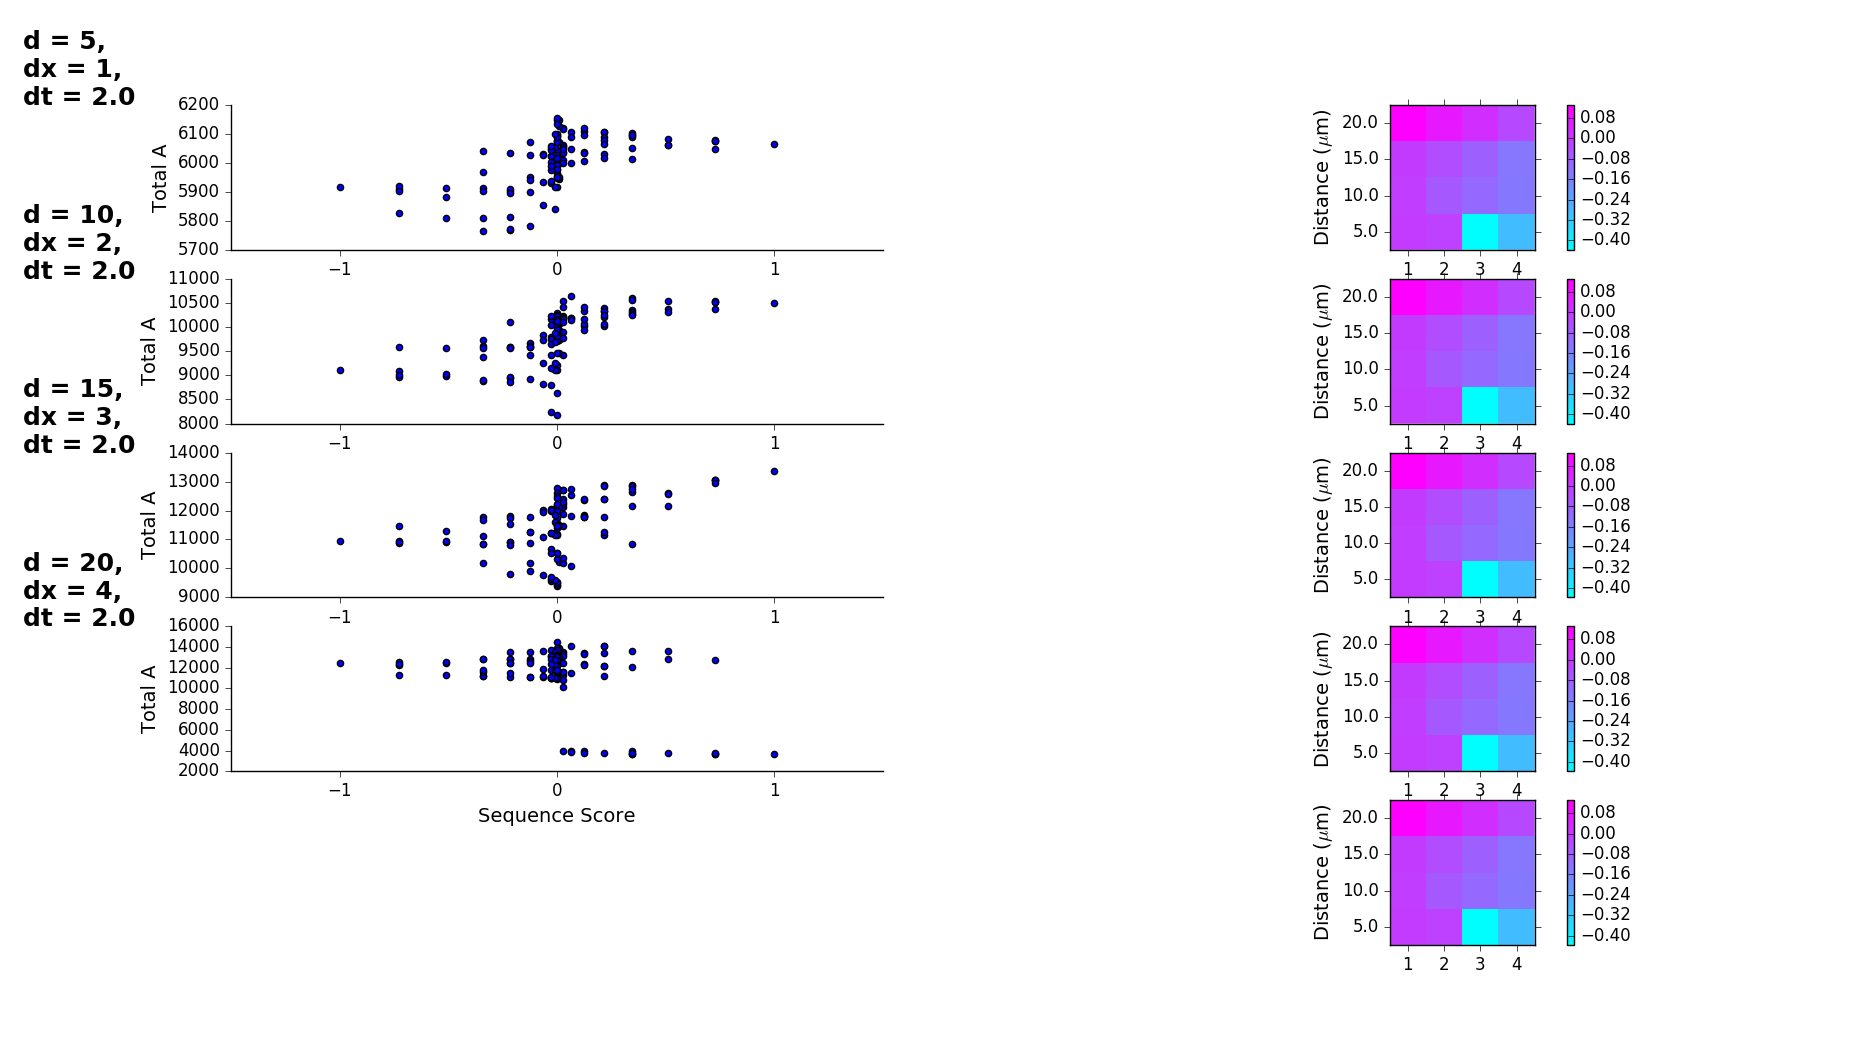 d = 5,
dx = 1,
dt = 2.0
6200
6100
6000
5900
5800
5700
Total A
−1 0 1
20.0
15.0
10.0
5.0
Distance (μm)
1 2 3 4
0.08
0.00
−0.08
−0.16
−0.24
−0.32
−0.40
d = 10,
dx = 2,
dt = 2.0
11000
10500
10000
9500
9000
8500
8000
Total A
−1 0 1
20.0
15.0
10.0
5.0
Distance (μm)
1 2 3 4
0.08
0.00
−0.08
−0.16
−0.24
−0.32
−0.40
d = 15,
dx = 3,
dt = 2.0
14000
13000
12000
11000
10000
9000
Total A
−1 0 1
20.0
15.0
10.0
5.0
Distance (μm)
1 2 3 4
0.08
0.00
−0.08
−0.16
−0.24
−0.32
−0.40
d = 20,
dx = 4,
dt = 2.0
16000
14000
12000
10000
8000
6000
4000
2000
Total A
−1 0 1
Sequence Score
20.0
15.0
10.0
5.0
Distance (μm)
1 2 3 4
0.08
0.00
−0.08
−0.16
−0.24
−0.32
−0.40
20.0
15.0
10.0
5.0
Distance (μm)
1 2 3 4
0.08
0.00
−0.08
−0.16
−0.24
−0.32
−0.40